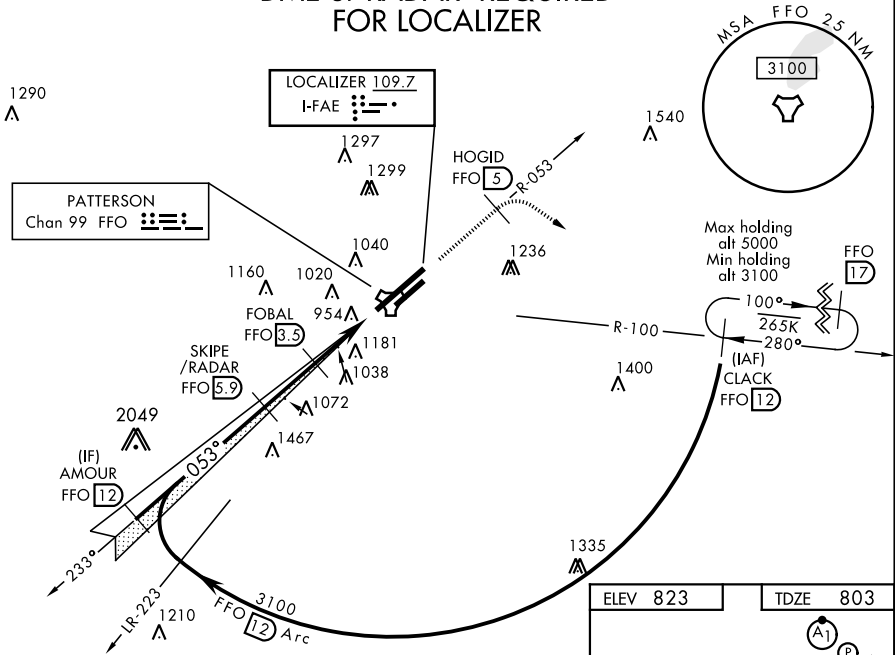 FOR LOCALIZER
MSA FFO 25 NM
3100
1290
LOCALIZER 109.7
I-FAE
1297
1299
1540
HOGID
FFO 5
R-053
PATTERSON
Chan 99 FFO
1040
1236
Max holding
alt 5000
Min holding
alt 3100
FFO
17
1160
1020
954
100°
265K
280°
R-100
FOBAL
FFO 3.5
1181
1038
1400
(IAF)
CLACK
FFO 12
SKIPE
/RADAR
FFO 5.9
1072
1467
2049
(IF)
AMOUR
FFO 12
053°
233°
LR-223
1210
3100
FFO 12 Arc
1335
ELEV 823
TDZE 803
A1
P